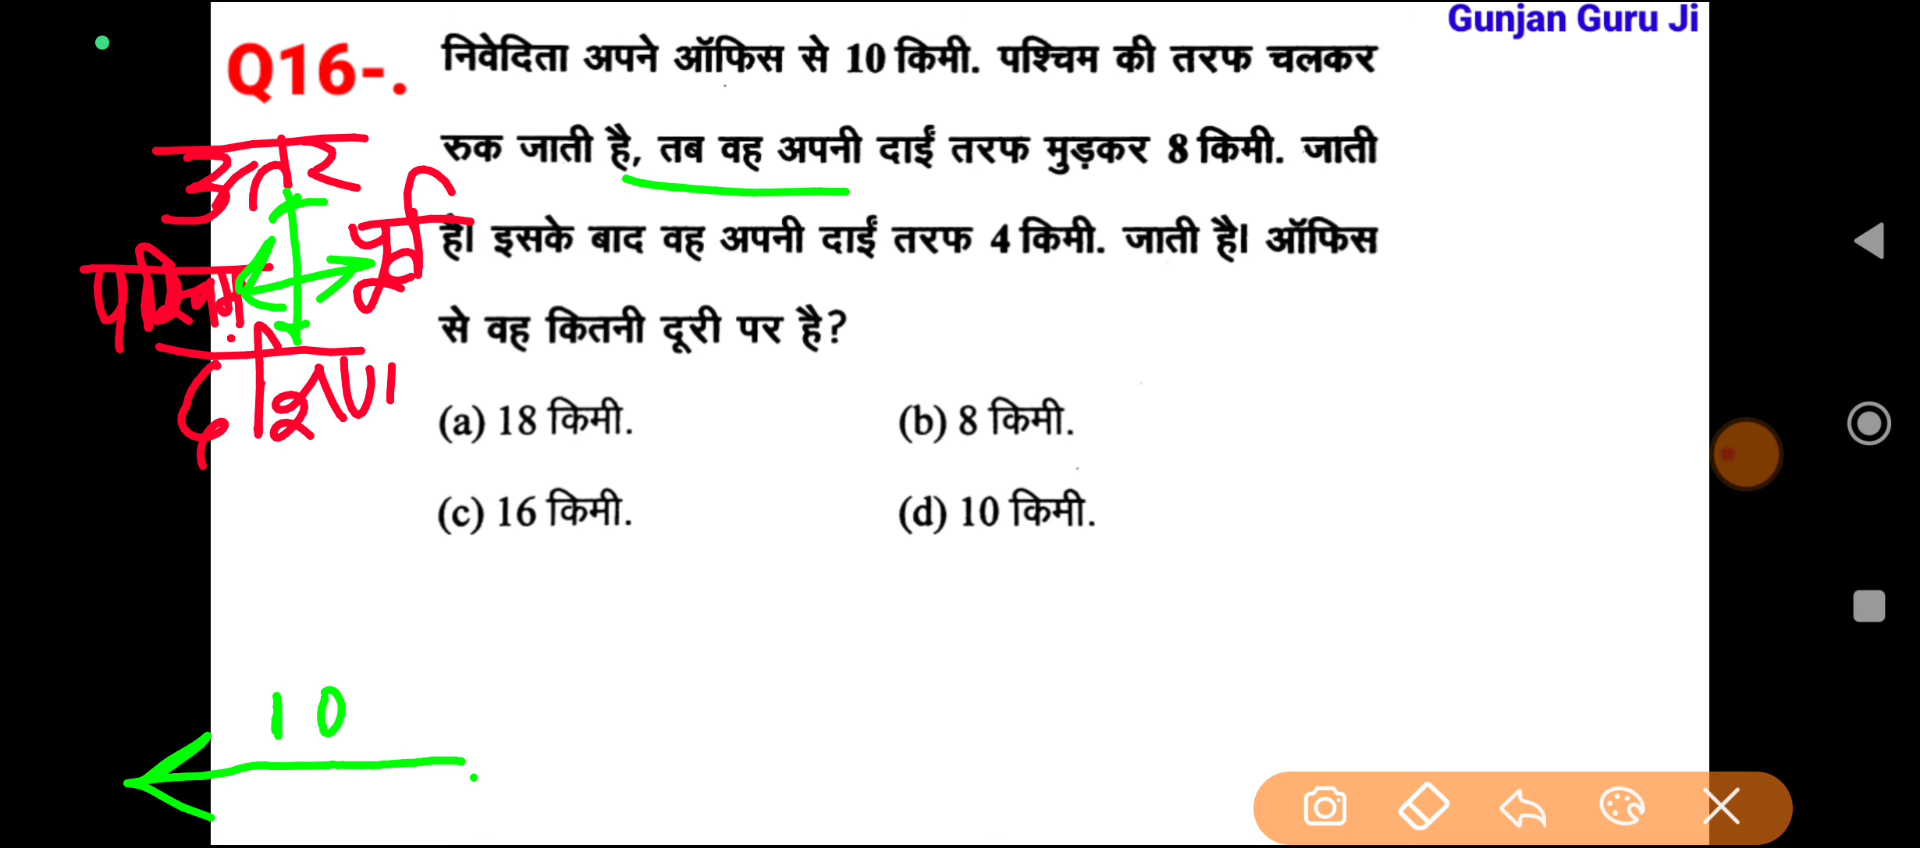 Gunjan Guru Ji
Q16-. निवेदिता अपने ऑफिस से 10 किमी. पश्चिम की तरफ चलकर
रुक जाती है, तब वह अपनी दाईं तरफ मुड़कर 8 किमी. जाती
है। इसके बाद वह अपनी दाईं तरफ 4 किमी. जाती है। ऑफिस
से वह कितनी दूरी पर है?
(a) 18 किमी. (b) 8 किमी.
(c) 16 किमी. (d) 10 किमी.
उत्तर
पूर्व
पश्चिम
10